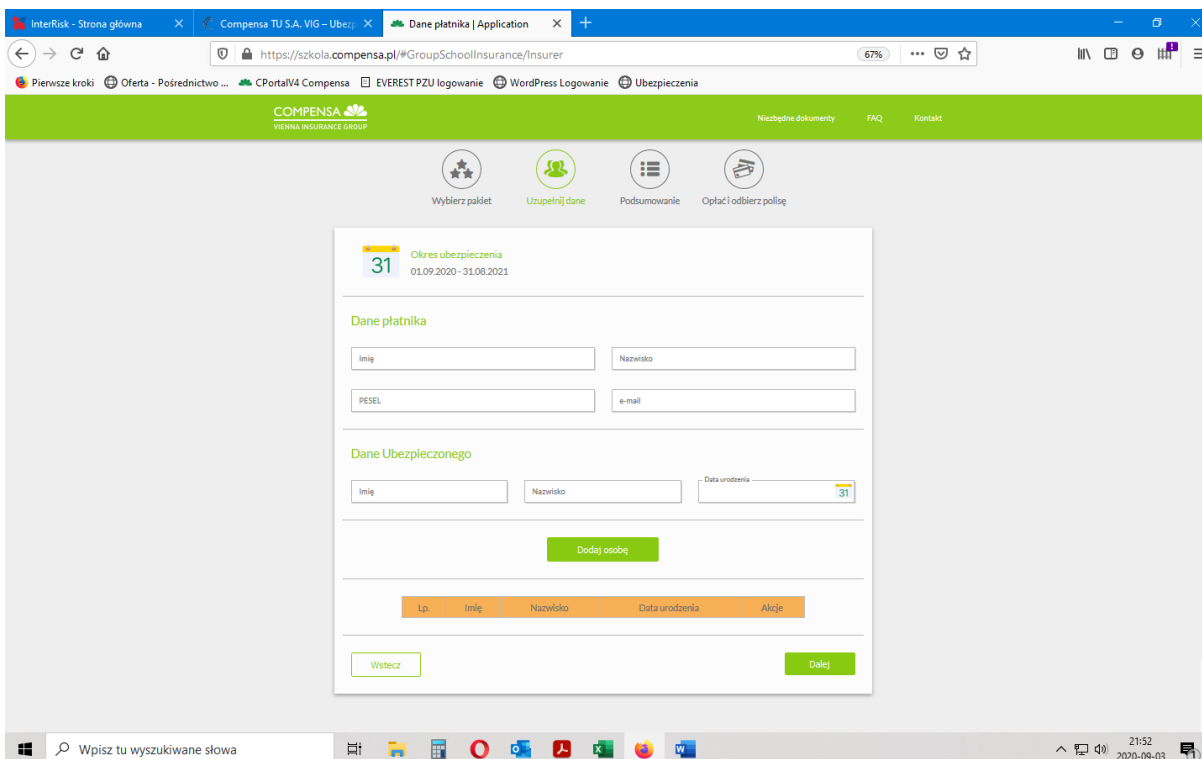 InterRisk - Strona główna
Compensa TU S.A. VIG – Ubezp
Dane płatnika | Application
https://szkola.compensa.pl/#GroupSchoolInsurance/Insurer
67%
Pierwsze kroki
Oferta - Pośrednictwo ...
CPortalV4 Compensa
EVEREST PZU logowanie
WordPress Logowanie
Ubezpieczenia
COMPENSA
VIENNA INSURANCE GROUP
Niezbędne dokumenty
FAQ
Kontakt
Wybierz pakiet
Uzupełnij dane
Podsumowanie
Opłać i odbierz polisę
31
Okres ubezpieczenia
01.09.2020 - 31.08.2021
Dane płatnika
Imię
Nazwisko
PESEL
e-mail
Dane Ubezpieczonego
Imię
Nazwisko
Data urodzenia
31
Dodaj osobę
Lp. Imię Nazwisko Data urodzenia Akcje
Wstecz
Dalej
Wpisz tu wyszukiwane słowa
21:52
2020-09-03